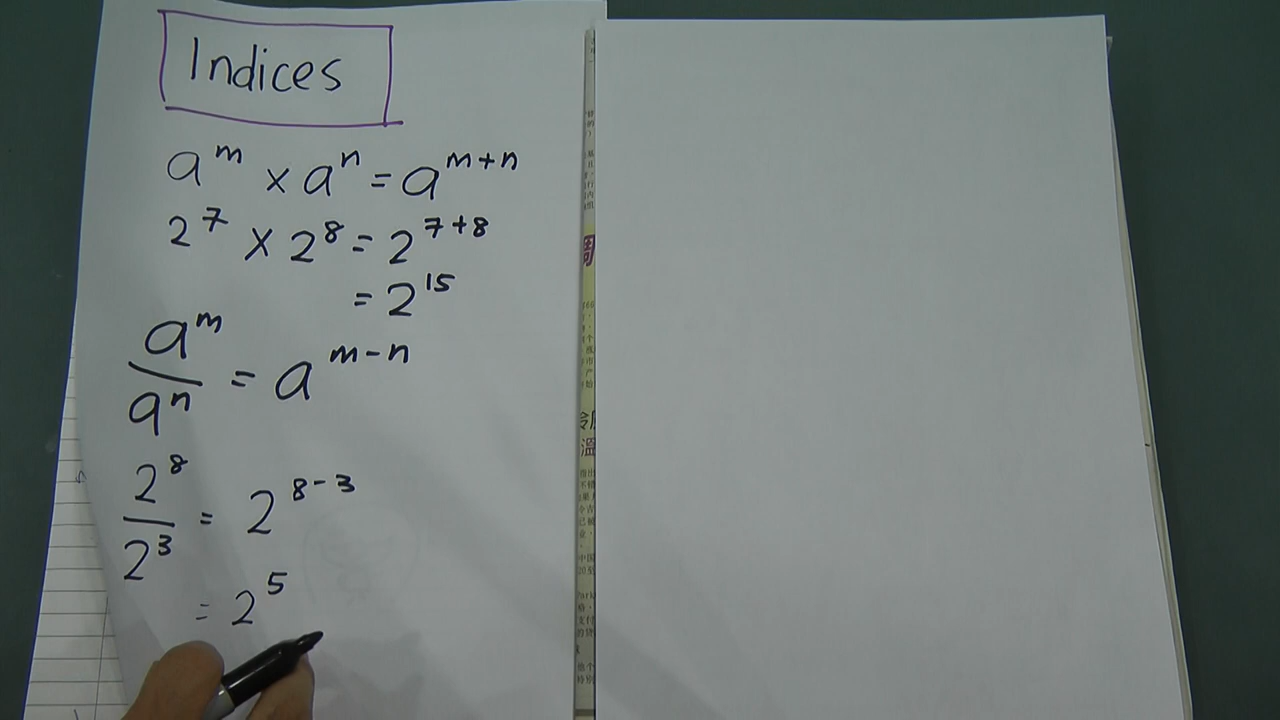 Indices
a^m × a^n = a^{m+n}
2^7 × 2^8 = 2^{7+8}
= 2^{15}
a^m / a^n = a^{m-n}
2^8 / 2^3 = 2^{8-3}
= 2^5